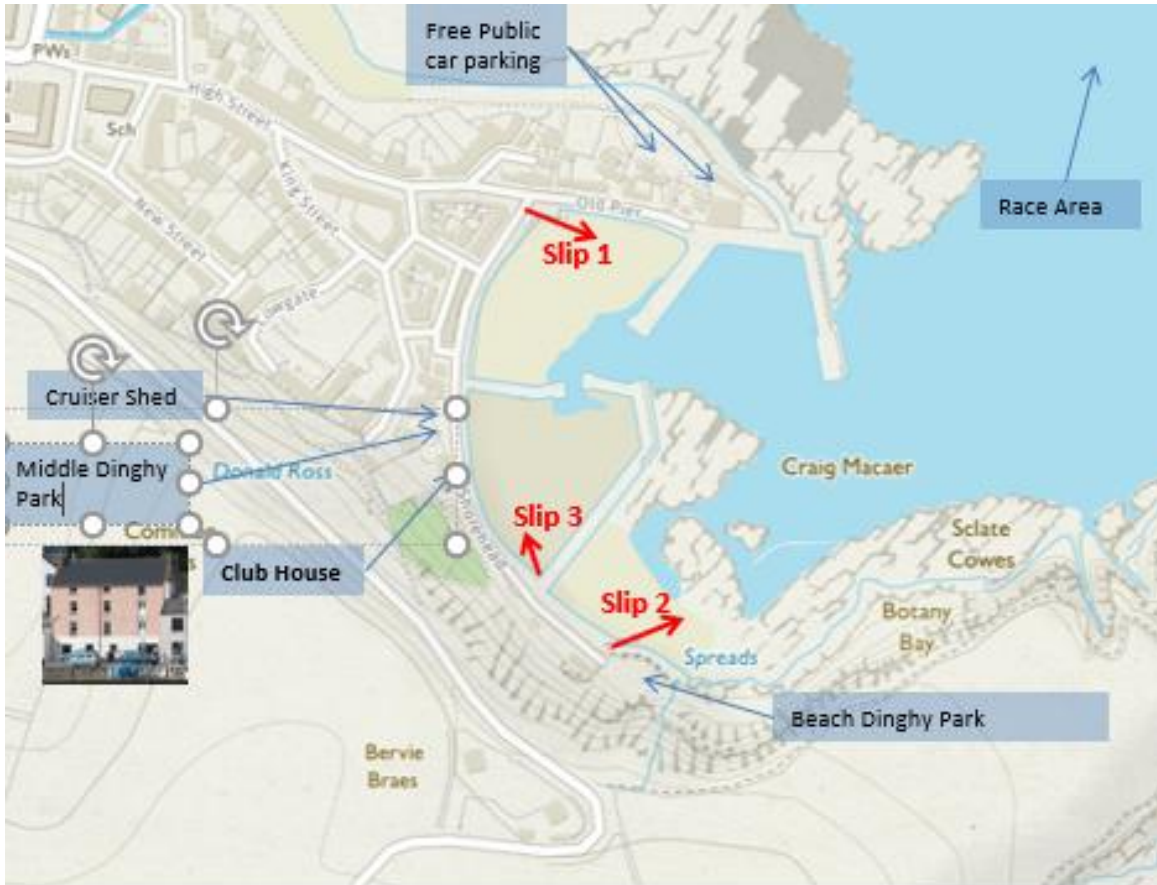 Free Public
car parking
PWs
High Street
Sch
King Street
New Street
Race Area
Old Pier
Slip 1
Cruiser Shed
Middle Dinghy
Park
Donald Ross
Craig Macaer
Slip 3
Shorehead
Sclate
Cowes
Club House
Slip 2
Botany
Bay
Spreads
Beach Dinghy Park
Bervie
Braes